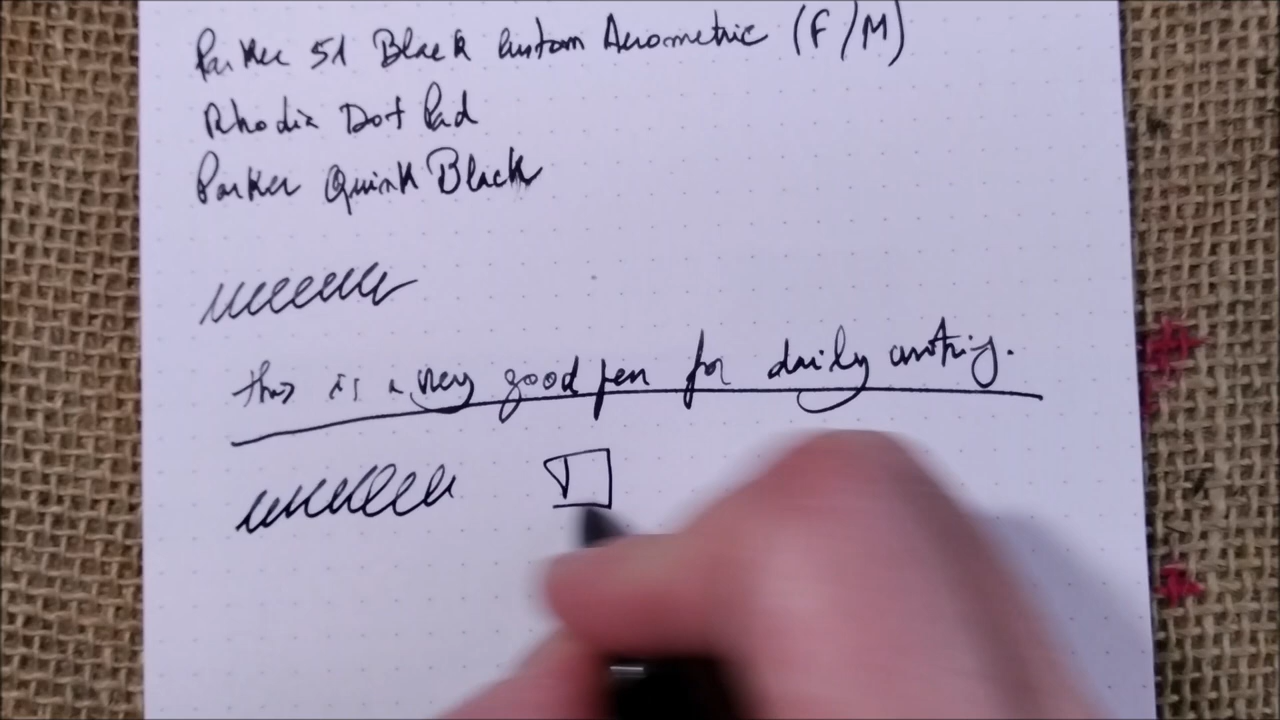 Parker 51 Black Custom Aerometric (F/M)
Rhodia Dot Pad
Parker Quink Black
this is a very good pen for daily writing.